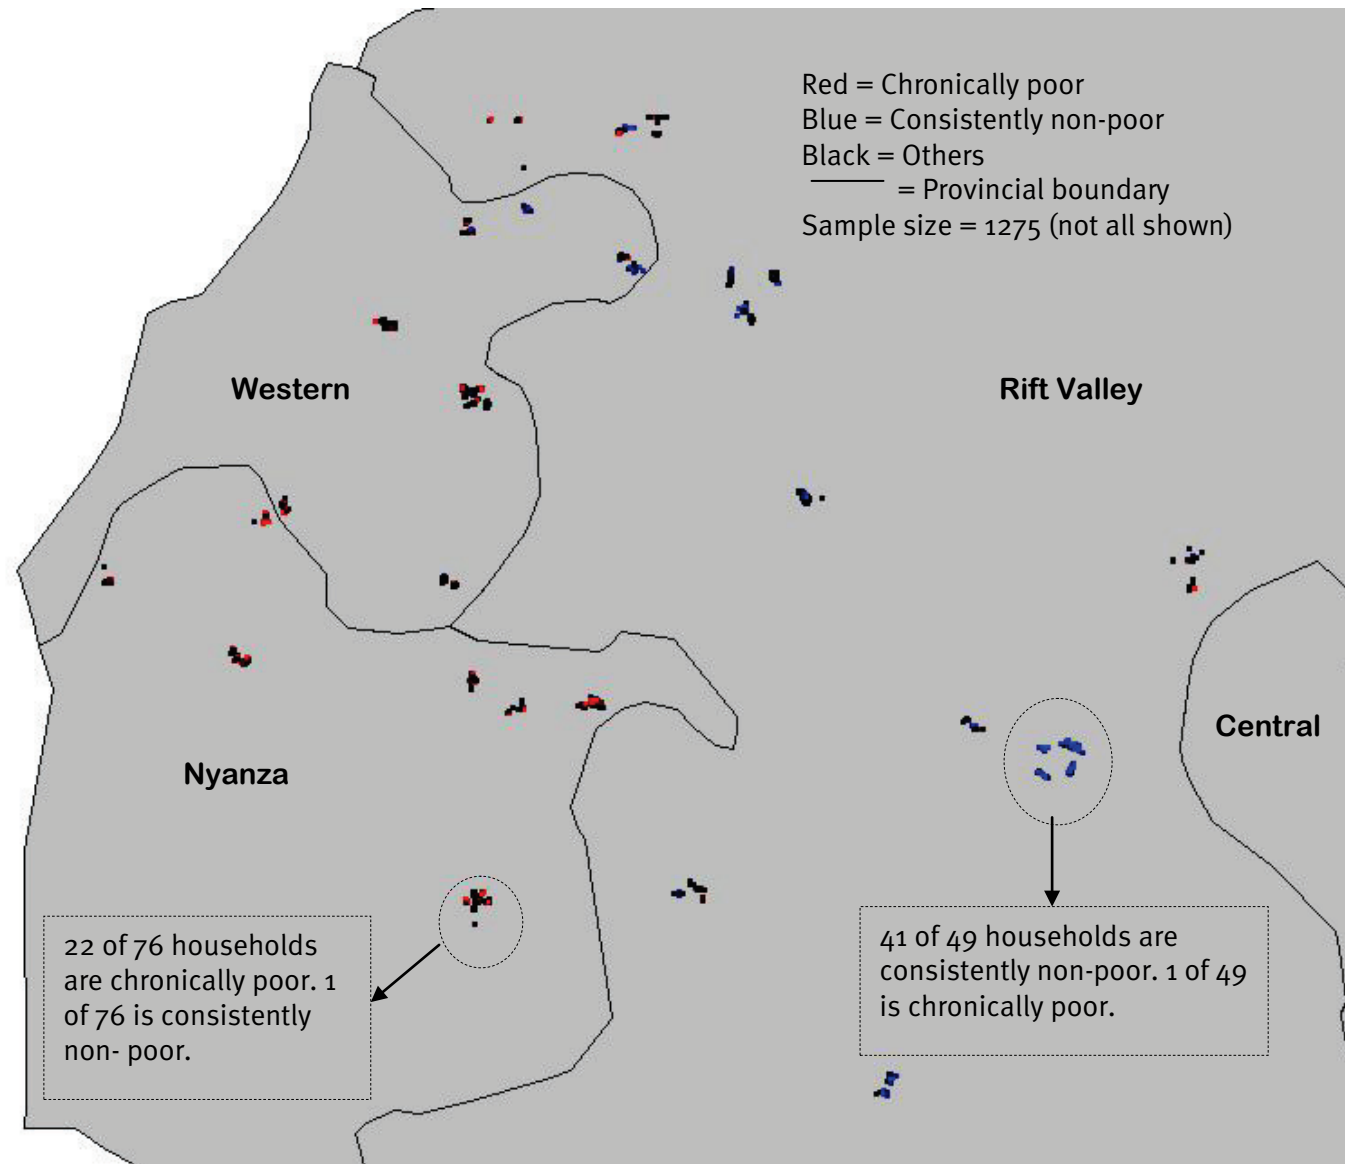 Red = Chronically poor
Blue = Consistently non-poor
Black = Others
= Provincial boundary
Sample size = 1275 (not all shown)
Western
Rift Valley
Central
Nyanza
22 of 76 households
are chronically poor. 1
of 76 is consistently
non- poor.
41 of 49 households are
consistently non-poor. 1 of 49
is chronically poor.